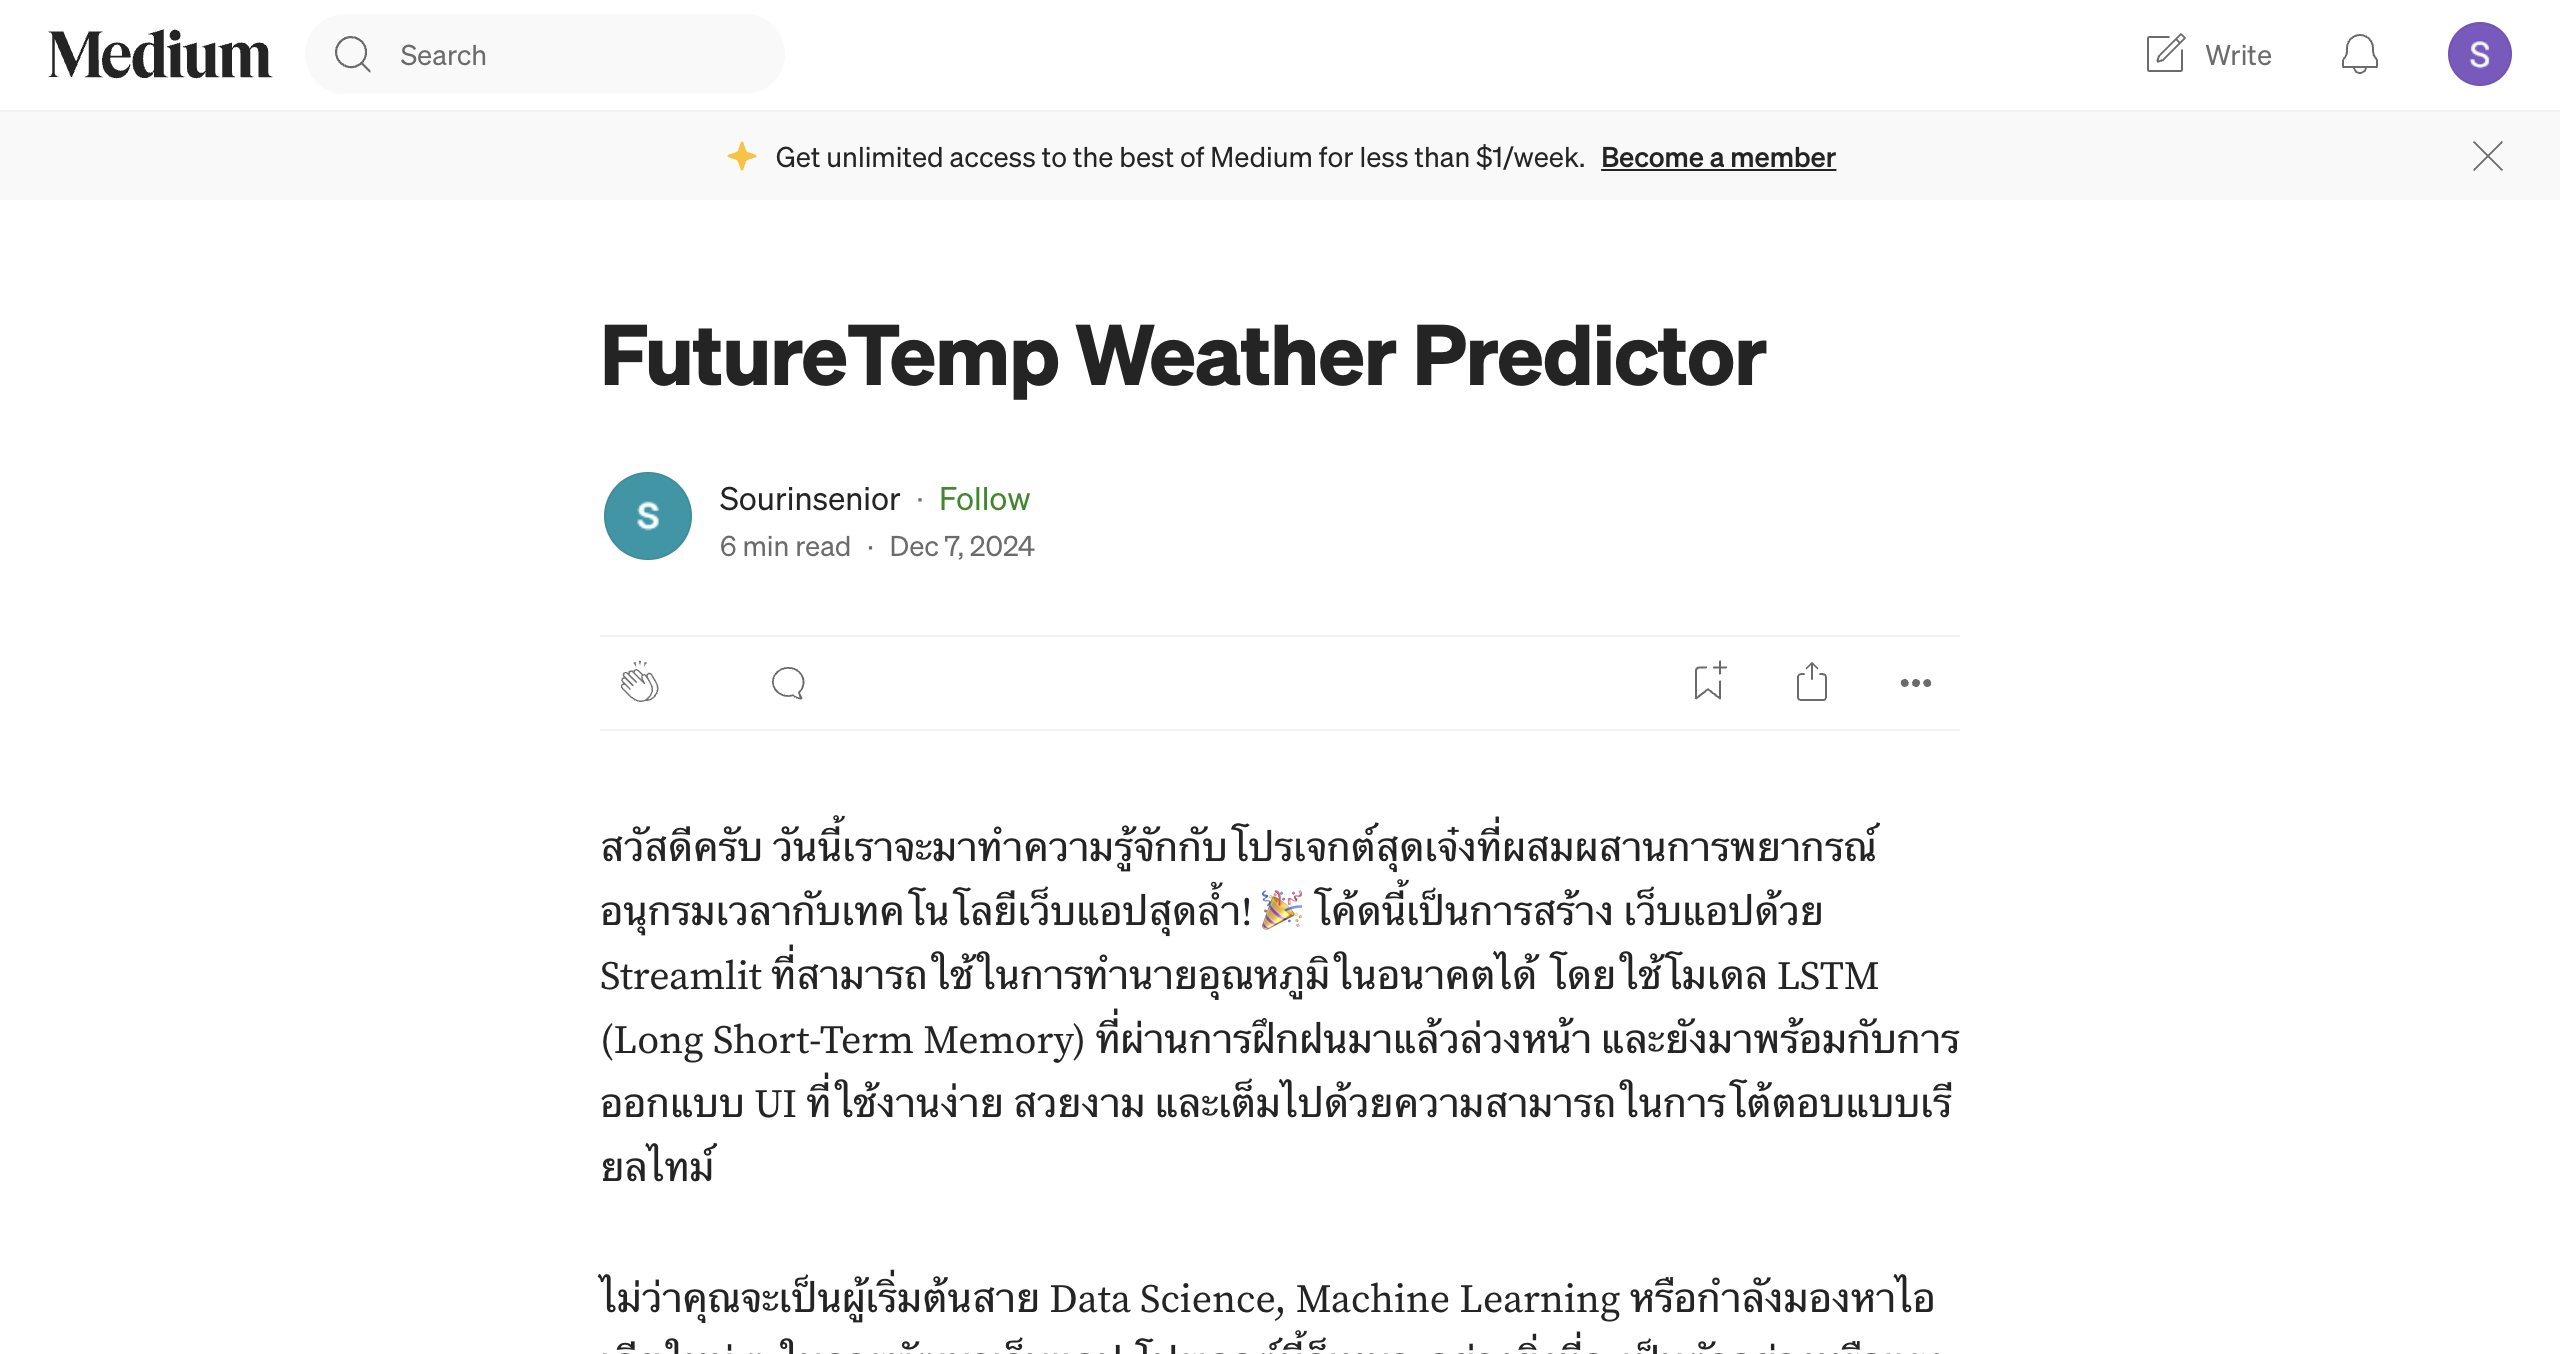 Medium
Search
Write
S
Get unlimited access to the best of Medium for less than $1/week. Become a member
FutureTemp Weather Predictor
S
Sourinsenior · Follow
6 min read · Dec 7, 2024
สวัสดีครับ วันนี้เราจะมาทำความรู้จักกับโปรเจกต์สุดเจ๋งที่ผสมผสานการพยากรณ์
อนุกรมเวลากับเทคโนโลยีเว็บแอปสุดล้ำ! 🎉 โค้ดนี้เป็นการสร้าง เว็บแอปด้วย
Streamlit ที่สามารถใช้ในการทำนายอุณหภูมิในอนาคตได้ โดยใช้โมเดล LSTM
(Long Short-Term Memory) ที่ผ่านการฝึกฝนมาแล้วล่วงหน้า และยังมาพร้อมกับการ
ออกแบบ UI ที่ใช้งานง่าย สวยงาม และเต็มไปด้วยความสามารถในการโต้ตอบแบบเรี
ยลไทม์
ไม่ว่าคุณจะเป็นผู้เริ่มต้นสาย Data Science, Machine Learning หรือกำลังมองหาไอ